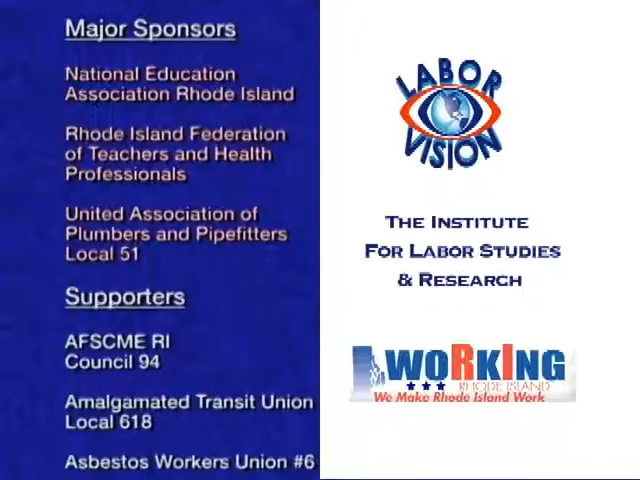 Major Sponsors
National Education
Association Rhode Island
Rhode Island Federation
of Teachers and Health
Professionals
United Association of
Plumbers and Pipefitters
Local 51
Supporters
AFSCME RI
Council 94
Amalgamated Transit Union
Local 618
Asbestos Workers Union #6
LABOR
VISION
THE INSTITUTE
FOR LABOR STUDIES
& RESEARCH
WORKING
RHODE ISLAND
We Make Rhode Island Work